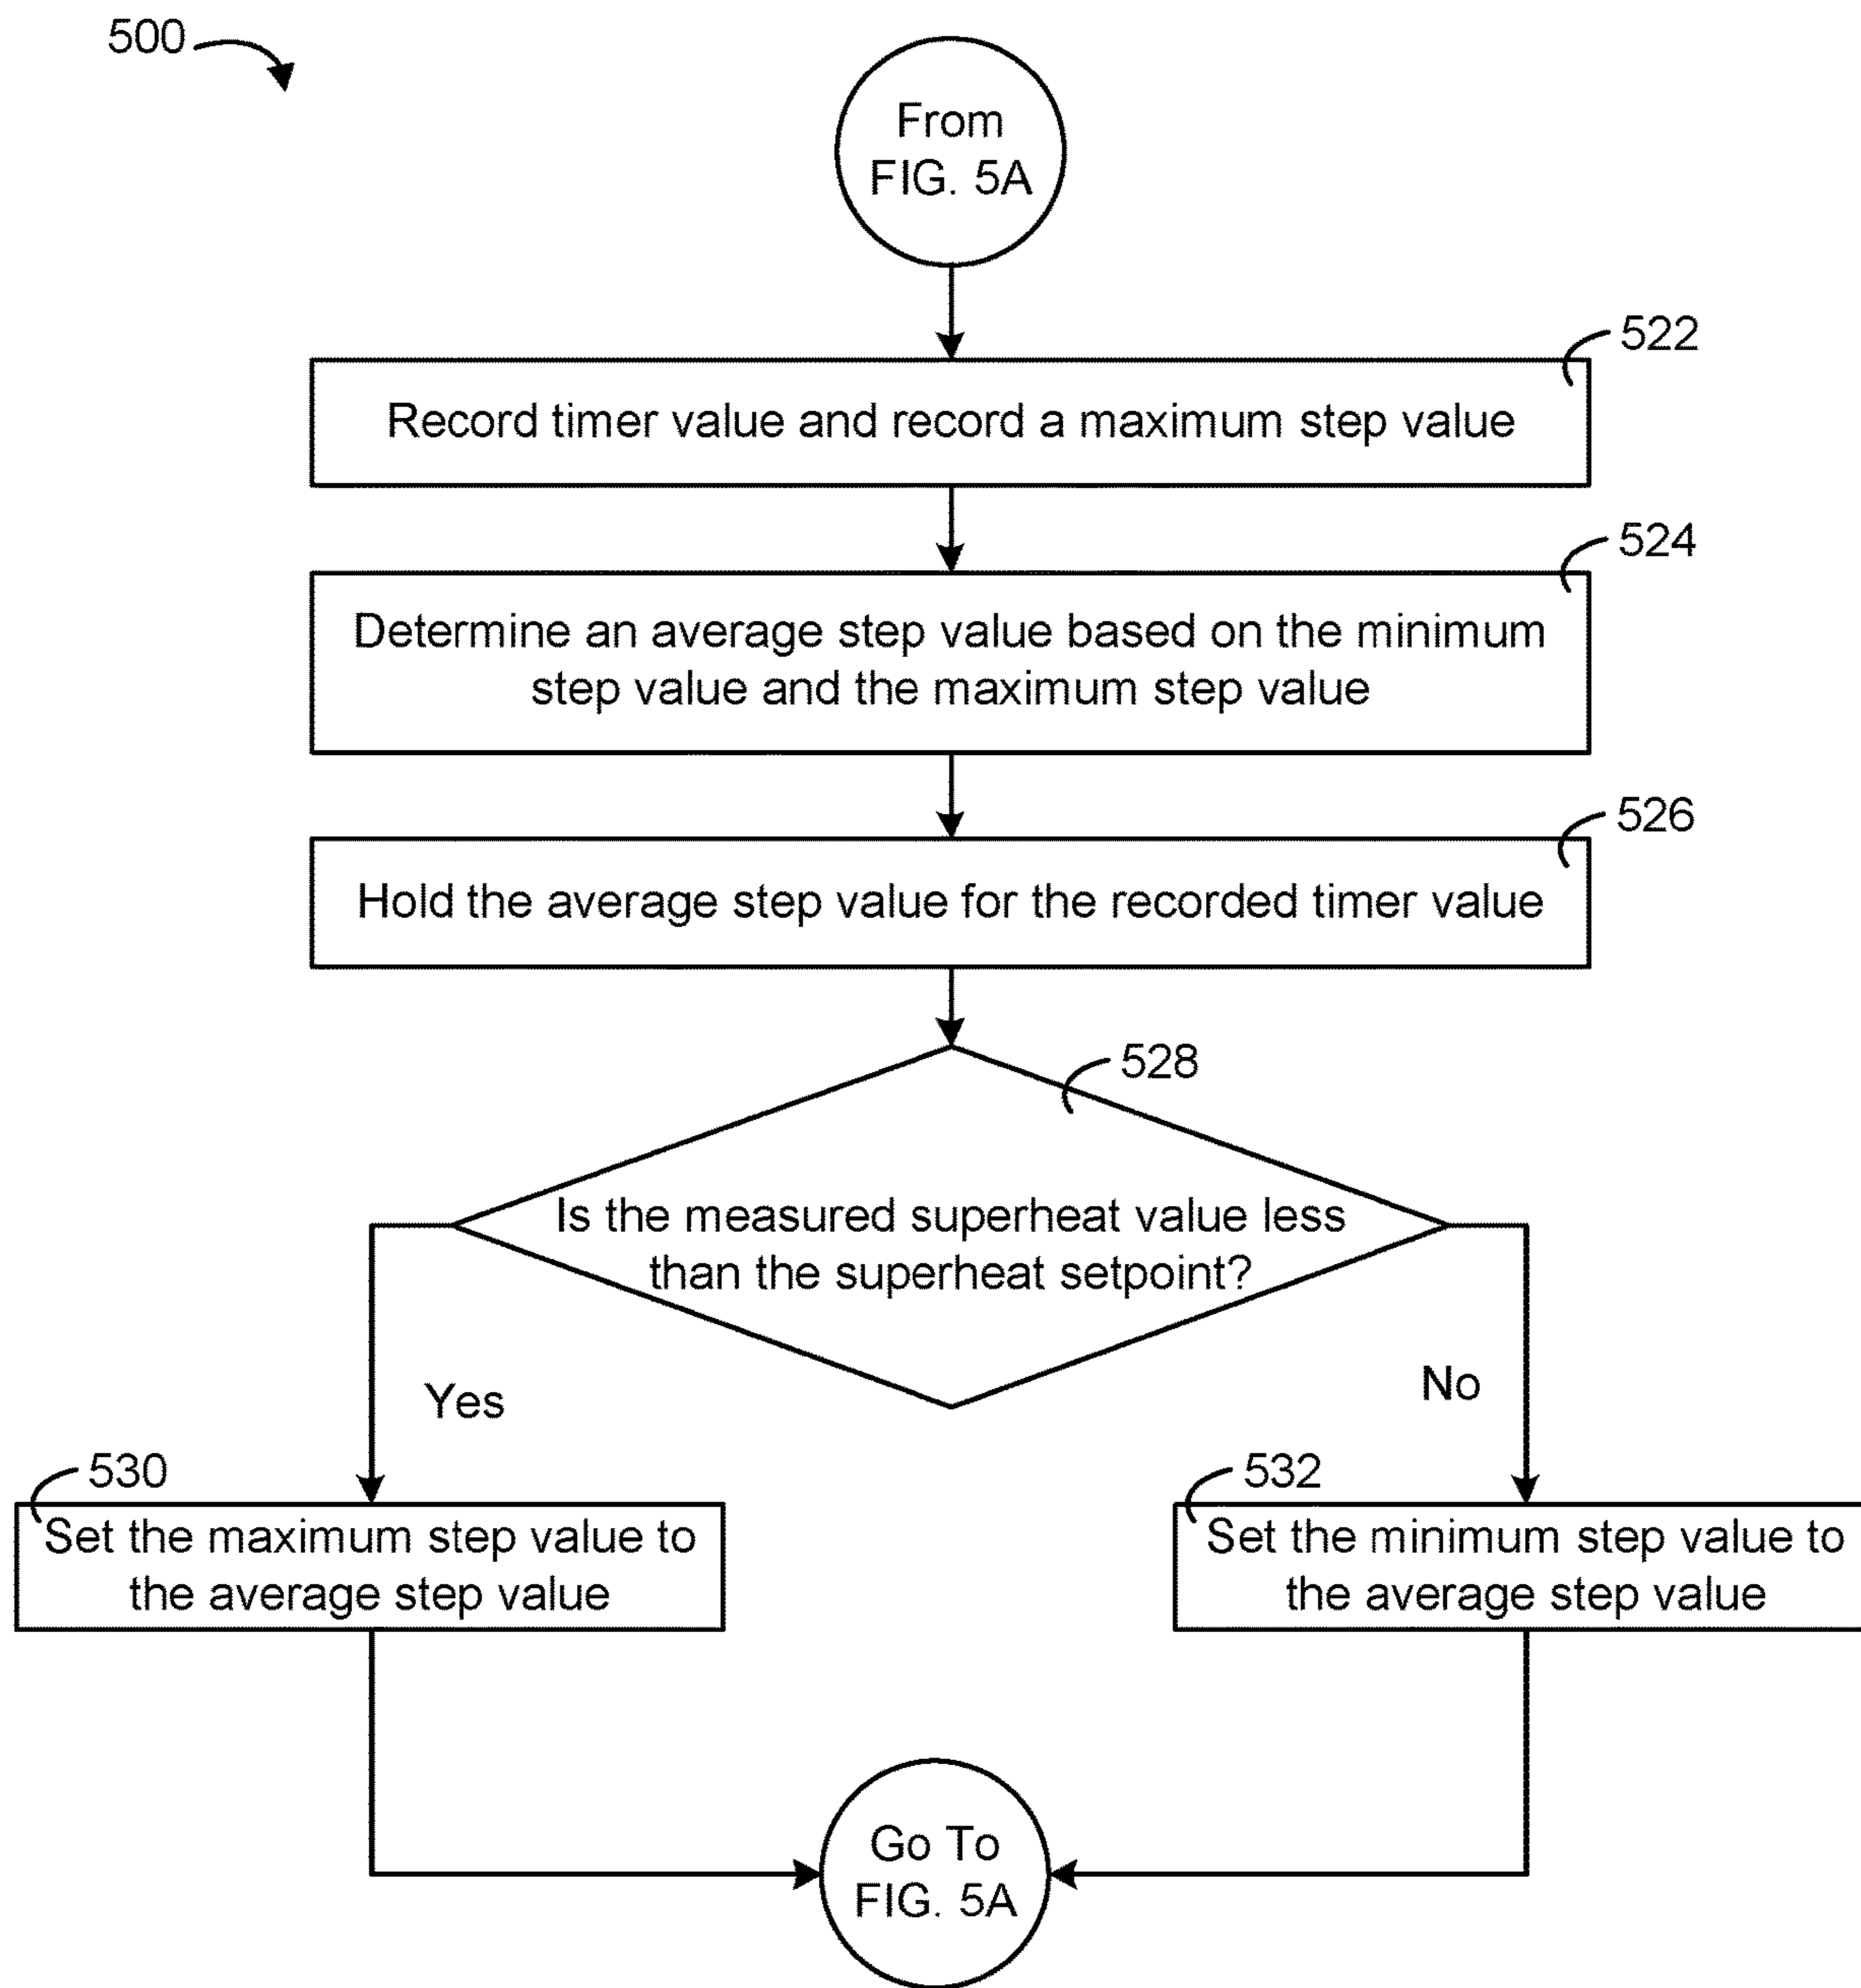 500
From
FIG. 5A
522
Record timer value and record a maximum step value
524
Determine an average step value based on the minimum
step value and the maximum step value
526
Hold the average step value for the recorded timer value
528
Is the measured superheat value less
than the superheat setpoint?
Yes
No
530
Set the maximum step value to
the average step value
532
Set the minimum step value to
the average step value
Go To
FIG. 5A